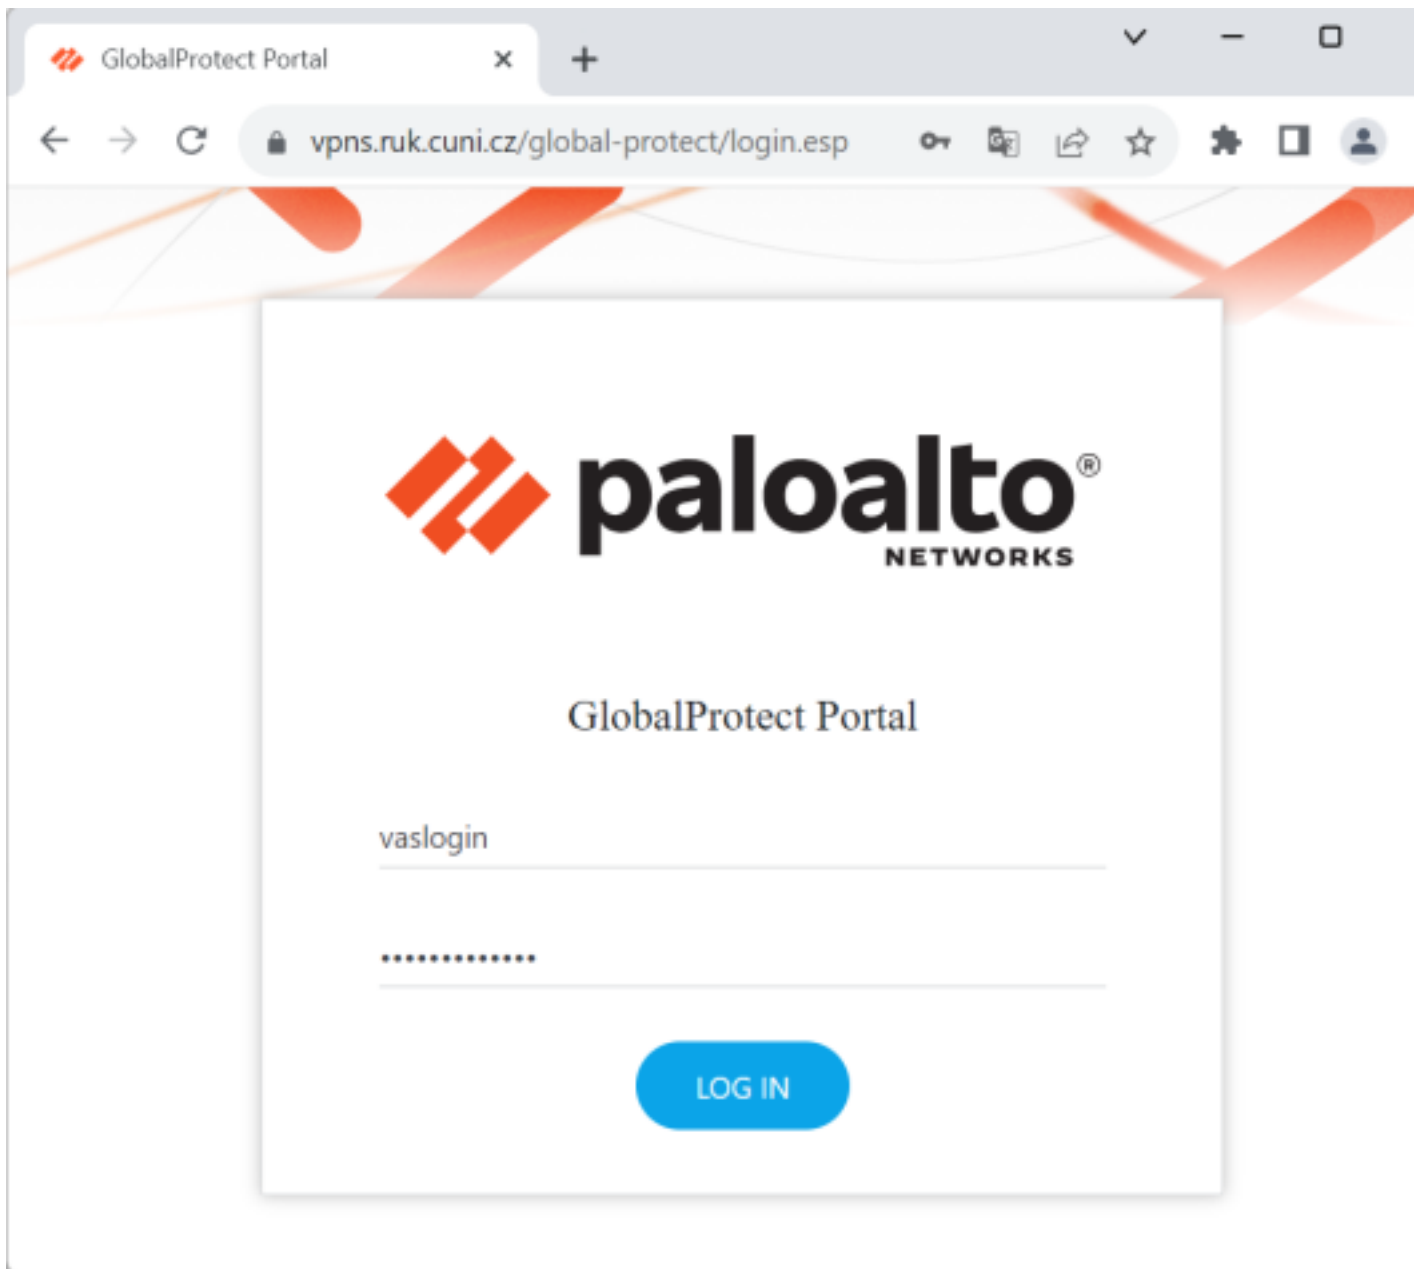 GlobalProtect Portal
vpns.ruk.cuni.cz/global-protect/login.esp
paloalto®
NETWORKS
GlobalProtect Portal
vaslogin
•••••••••••••
LOG IN